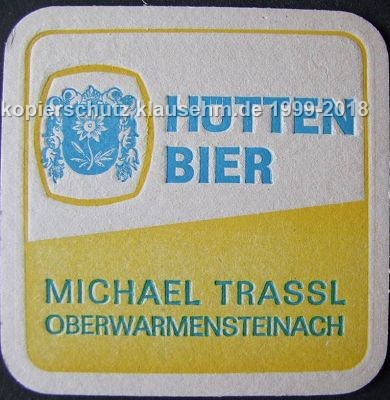 kopierschutz klausehm.de 1999-2018
HÜTTEN
BIER
MICHAEL TRASSL
OBERWARMENSTEINACH